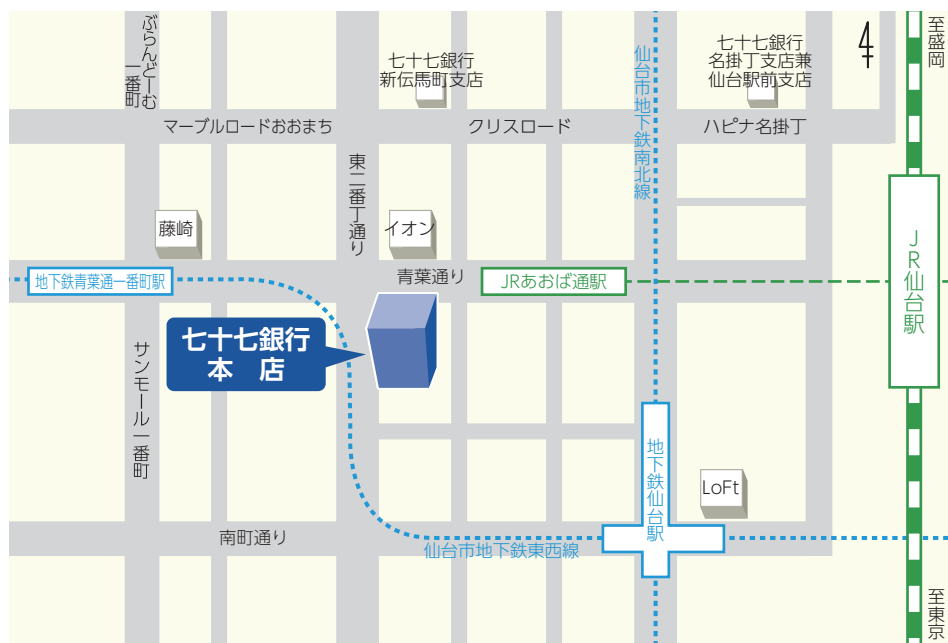 ぶらんどーむ
一番町
七十七銀行
新伝馬町支店
仙台市地下鉄南北線
七十七銀行
名掛丁支店兼
仙台駅前支店
4
至盛岡
マーブルロードおおまち
クリスロード
ハピナ名掛丁
東二番丁通り
藤崎
イオン
青葉通り
地下鉄青葉通一番町駅
JRあおば通駅
JR仙台駅
七十七銀行
本 店
サンモール一番町
地下鉄仙台駅
LoFt
南町通り
仙台市地下鉄東西線
至東京